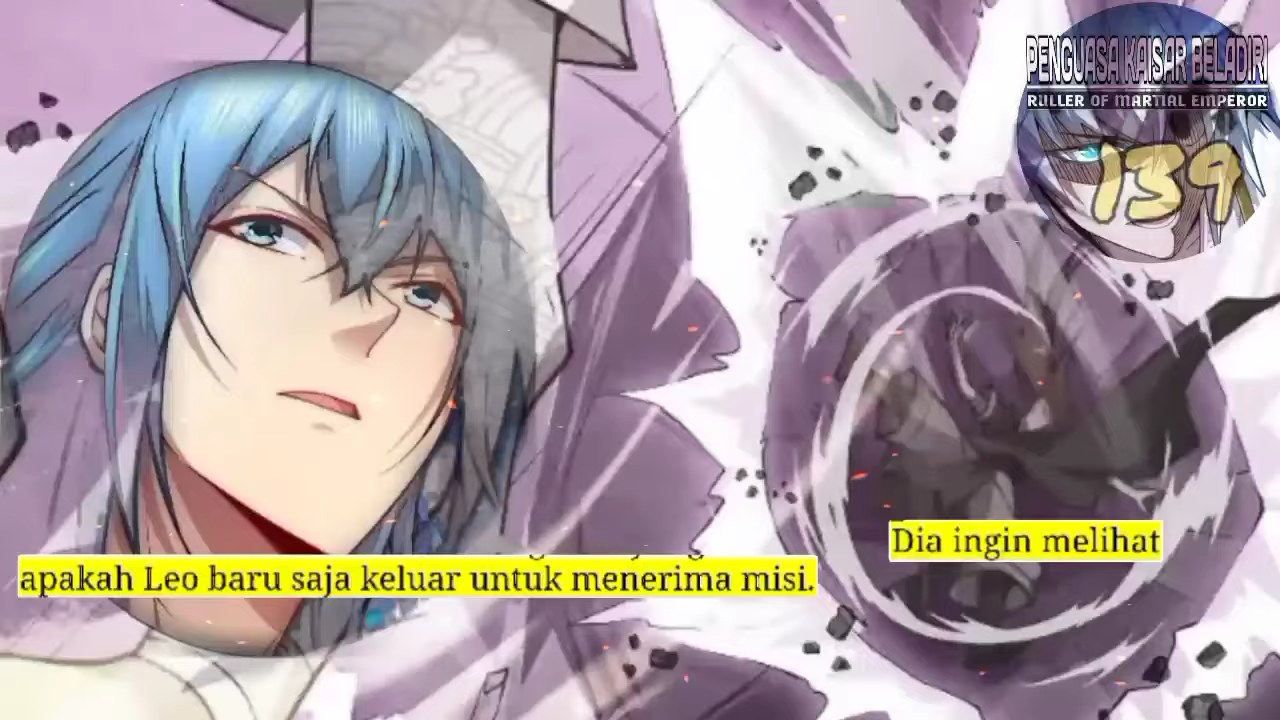 PENGUASA KAISAR BELADIRI
RULLER OF MARTIAL EMPEROR
139
Dia ingin melihat
apakah Leo baru saja keluar untuk menerima misi.